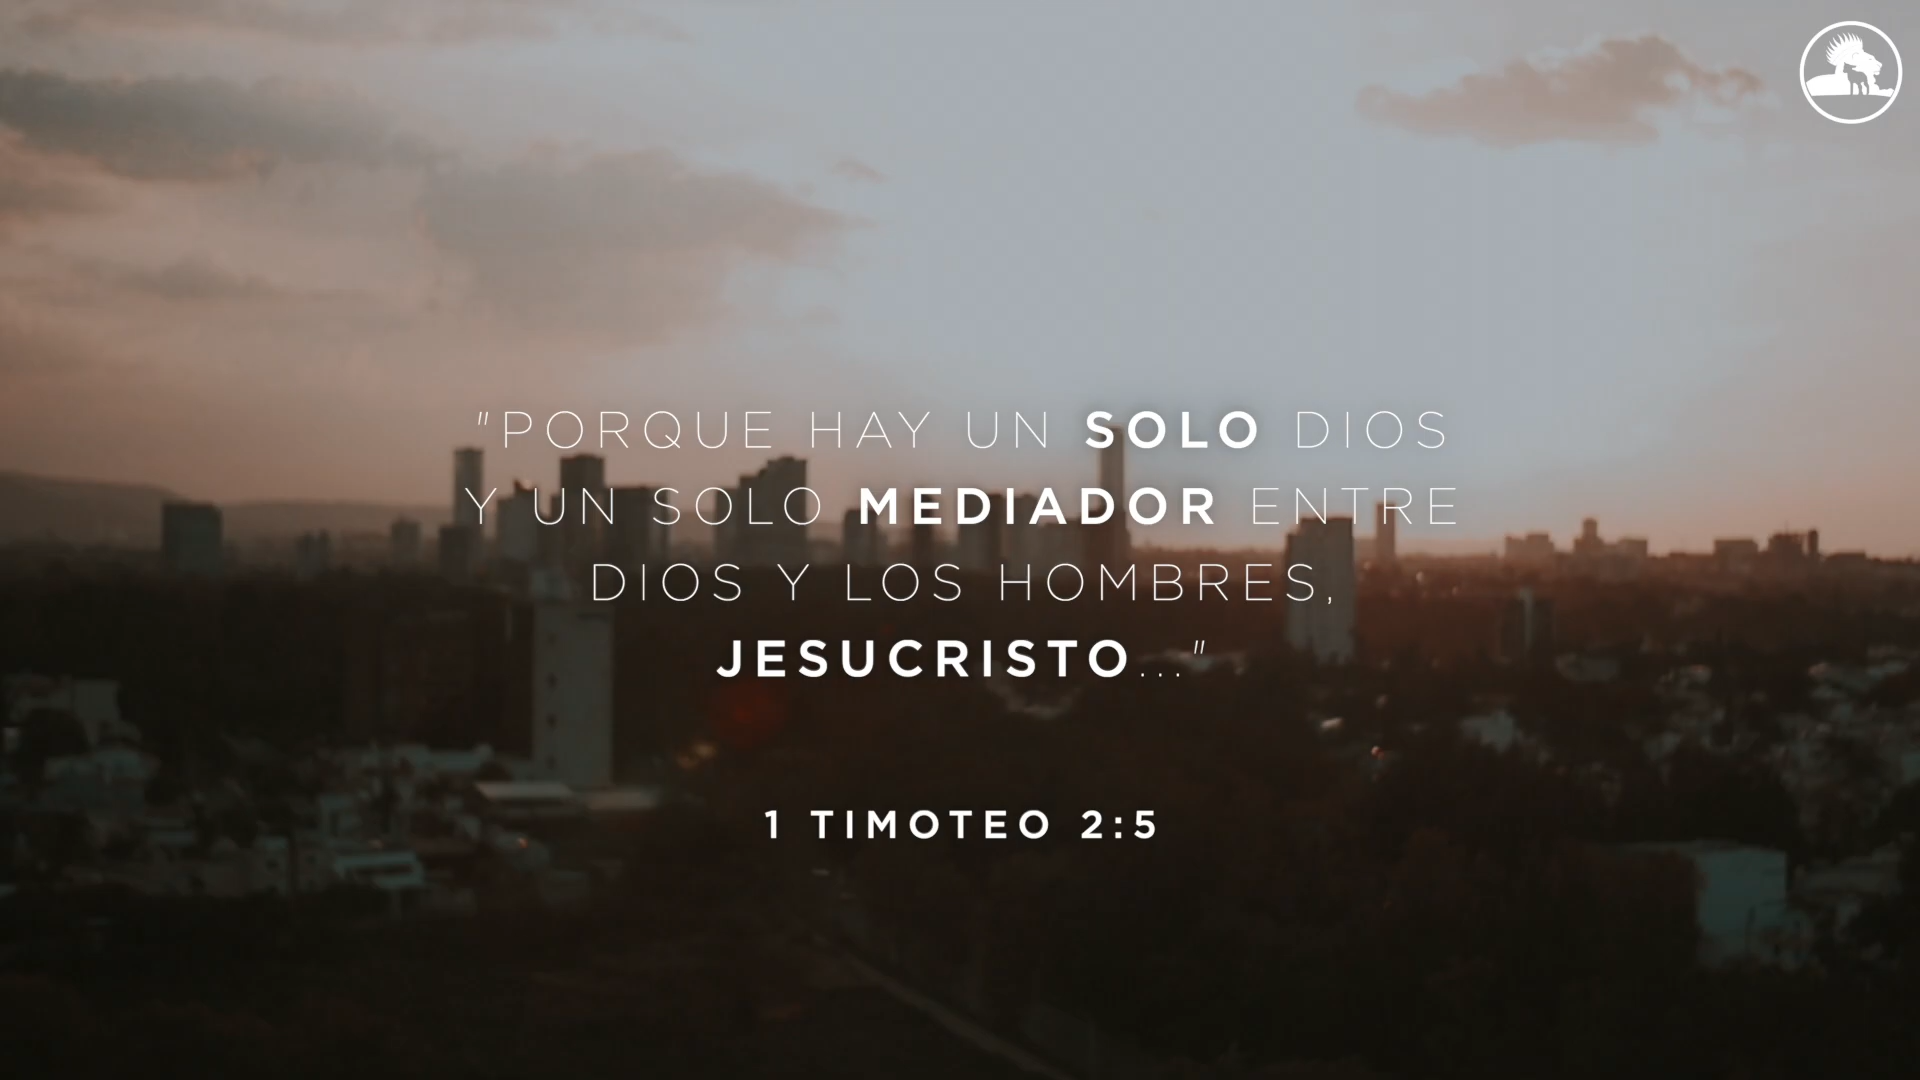 "PORQUE HAY UN SOLO DIOS
Y UN SOLO MEDIADOR ENTRE
DIOS Y LOS HOMBRES,
JESUCRISTO..."
1 TIMOTEO 2:5